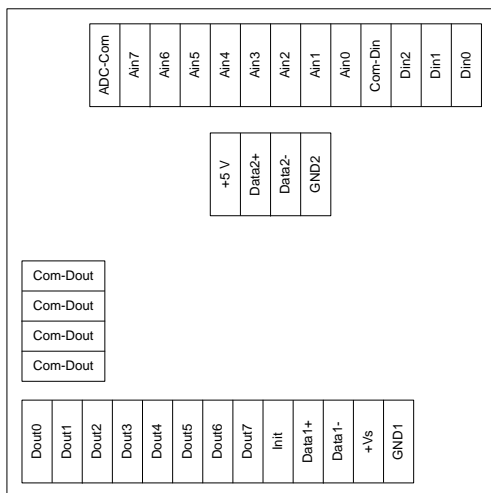 ADC-Com
Ain7
Ain6
Ain5
Ain4
Ain3
Ain2
Ain1
Ain0
Com-Din
Din2
Din1
Din0
+5 V
Data2+
Data2-
GND2
Com-Dout
Com-Dout
Com-Dout
Com-Dout
Dout0
Dout1
Dout2
Dout3
Dout4
Dout5
Dout6
Dout7
Init
Data1+
Data1-
+Vs
GND1